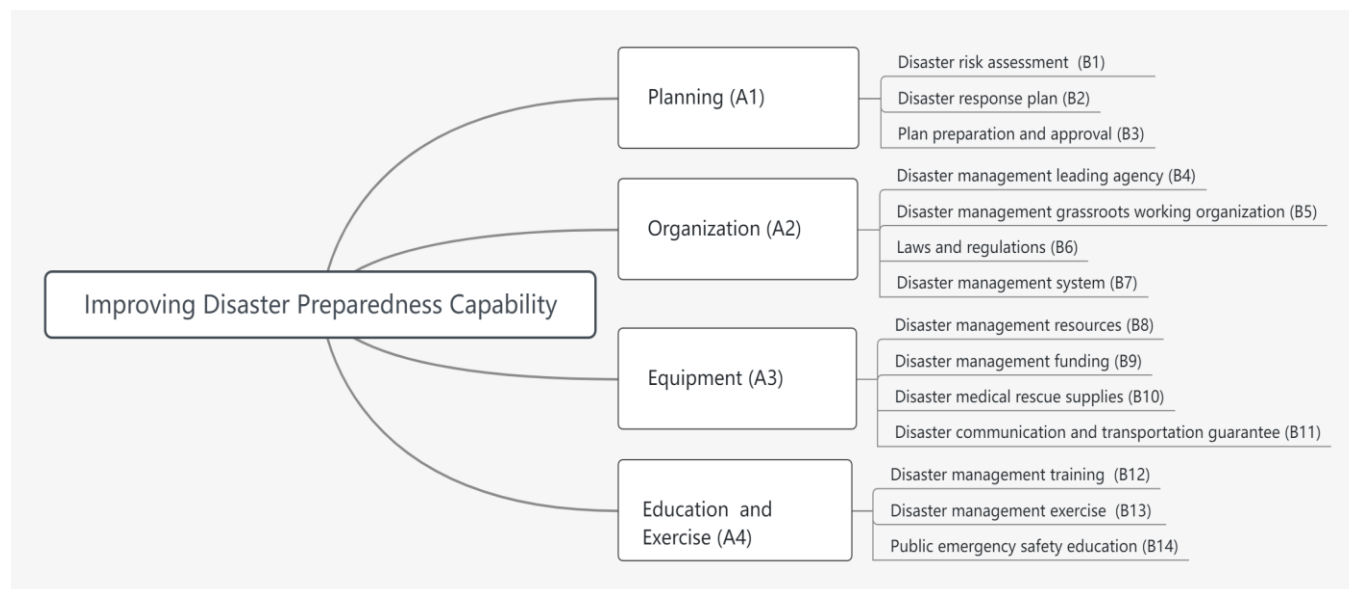 Improving Disaster Preparedness Capability
Planning (A1)
Disaster risk assessment (B1)
Disaster response plan (B2)
Plan preparation and approval (B3)
Organization (A2)
Disaster management leading agency (B4)
Disaster management grassroots working organization (B5)
Laws and regulations (B6)
Disaster management system (B7)
Equipment (A3)
Disaster management resources (B8)
Disaster management funding (B9)
Disaster medical rescue supplies (B10)
Disaster communication and transportation guarantee (B11)
Education and
Exercise (A4)
Disaster management training (B12)
Disaster management exercise (B13)
Public emergency safety education (B14)